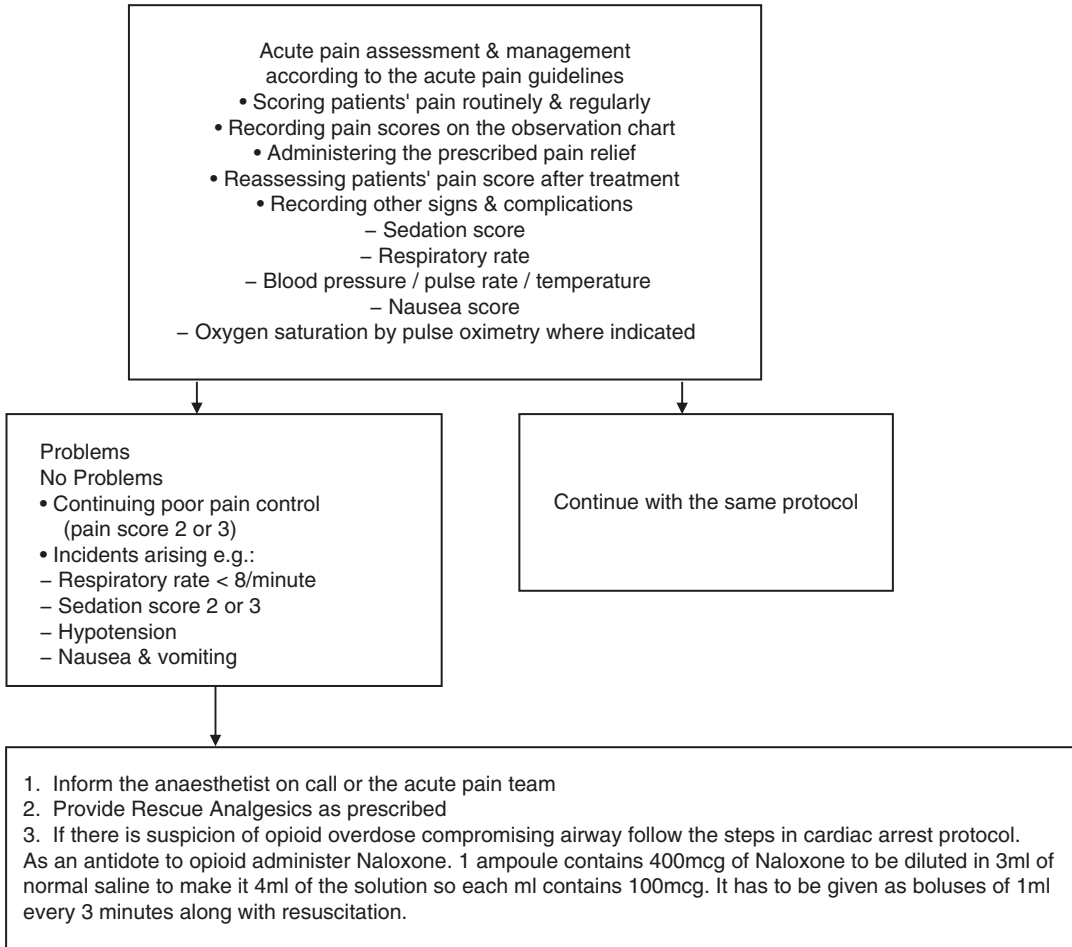 Acute pain assessment & management
according to the acute pain guidelines
• Scoring patients' pain routinely & regularly
• Recording pain scores on the observation chart
• Administering the prescribed pain relief
• Reassessing patients' pain score after treatment
• Recording other signs & complications
– Sedation score
– Respiratory rate
– Blood pressure / pulse rate / temperature
– Nausea score
– Oxygen saturation by pulse oximetry where indicated
Problems
No Problems
• Continuing poor pain control
(pain score 2 or 3)
• Incidents arising e.g.:
– Respiratory rate < 8/minute
– Sedation score 2 or 3
– Hypotension
– Nausea & vomiting
Continue with the same protocol
1. Inform the anaesthetist on call or the acute pain team
2. Provide Rescue Analgesics as prescribed
3. If there is suspicion of opioid overdose compromising airway follow the steps in cardiac arrest protocol.
As an antidote to opioid administer Naloxone. 1 ampoule contains 400mcg of Naloxone to be diluted in 3ml of
normal saline to make it 4ml of the solution so each ml contains 100mcg. It has to be given as boluses of 1ml
every 3 minutes along with resuscitation.